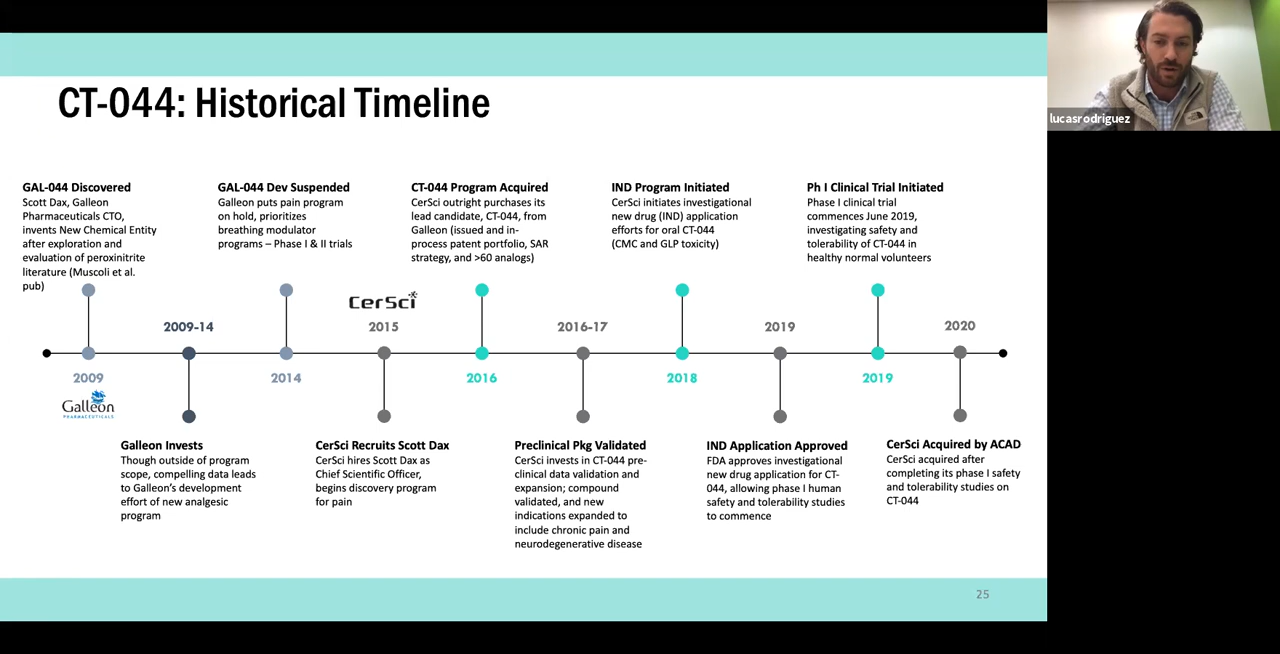 CT-044: Historical Timeline
lucasrodriguez
GAL-044 Discovered
Scott Dax, Galleon
Pharmaceuticals CTO,
invents New Chemical Entity
after exploration and
evaluation of peroxinitrite
literature (Muscoli et al.
pub)
GAL-044 Dev Suspended
Galleon puts pain program
on hold, prioritizes
breathing modulator
programs – Phase I & II trials
CT-044 Program Acquired
CerSci outright purchases its
lead candidate, CT-044, from
Galleon (issued and in-
process patent portfolio, SAR
strategy, and >60 analogs)
IND Program Initiated
CerSci initiates investigational
new drug (IND) application
efforts for oral CT-044
(CMC and GLP toxicity)
Ph I Clinical Trial Initiated
Phase I clinical trial
commences June 2019,
investigating safety and
tolerability of CT-044 in
healthy normal volunteers
CerSci
2009-14
2015
2016-17
2019
2020
2009
2014
2016
2018
2019
Galleon
PHARMACEUTICALS
Galleon Invests
Though outside of program
scope, compelling data leads
to Galleon's development
effort of new analgesic
program
CerSci Recruits Scott Dax
CerSci hires Scott Dax as
Chief Scientific Officer,
begins discovery program
for pain
Preclinical Pkg Validated
CerSci invests in CT-044 pre-
clinical data validation and
expansion; compound
validated, and new
indications expanded to
include chronic pain and
neurodegenerative disease
IND Application Approved
FDA approves investigational
new drug application for CT-
044, allowing phase I human
safety and tolerability studies
to commence
CerSci Acquired by ACAD
CerSci acquired after
completing its phase I safety
and tolerability studies on
CT-044
25